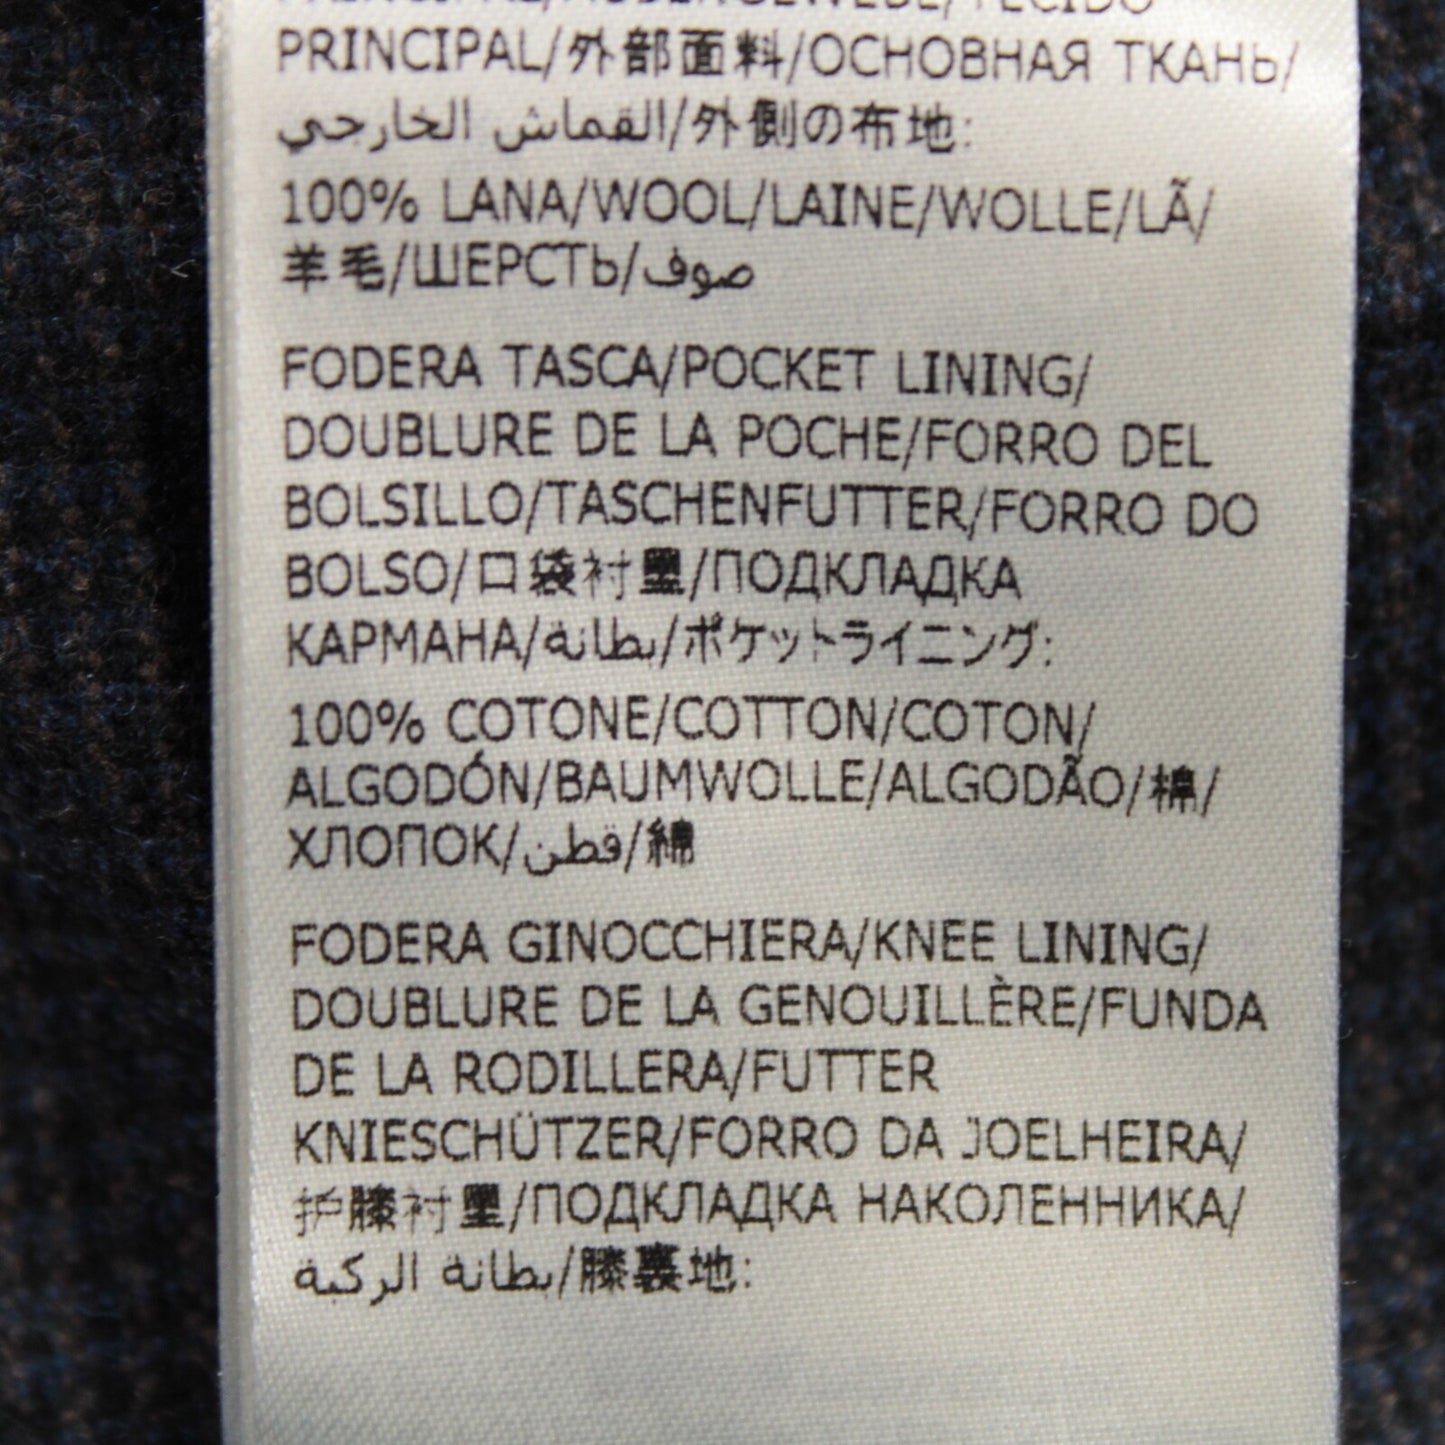 PRINCIPAL/AUßENGEWEBE/TECIDO
PRINCIPAL/外部面料/ОСНОВНАЯ ТКАНЬ/
القماش الخارجي/外側の布地:
100% LANA/WOOL/LAINE/WOLLE/LÃ/
羊毛/ШЕРСТЬ/صوف
FODERA TASCA/POCKET LINING/
DOUBLURE DE LA POCHE/FORRO DEL
BOLSILLO/TASCHENFUTTER/FORRO DO
BOLSO/口袋衬里/ПОДКЛАДКА
КАРМАНА/بطانة/ポケットライニング:
100% COTONE/COTTON/COTON/
ALGODÓN/BAUMWOLLE/ALGODÃO/棉/
ХЛОПОК/قطن/綿
FODERA GINOCCHIERA/KNEE LINING/
DOUBLURE DE LA GENOUILLÈRE/FUNDA
DE LA RODILLERA/FUTTER
KNIESCHÜTZER/FORRO DA JOELHEIRA/
护膝衬里/ПОДКЛАДКА НАКОЛЕННИКА/
بطانة الركبة/膝裏地: